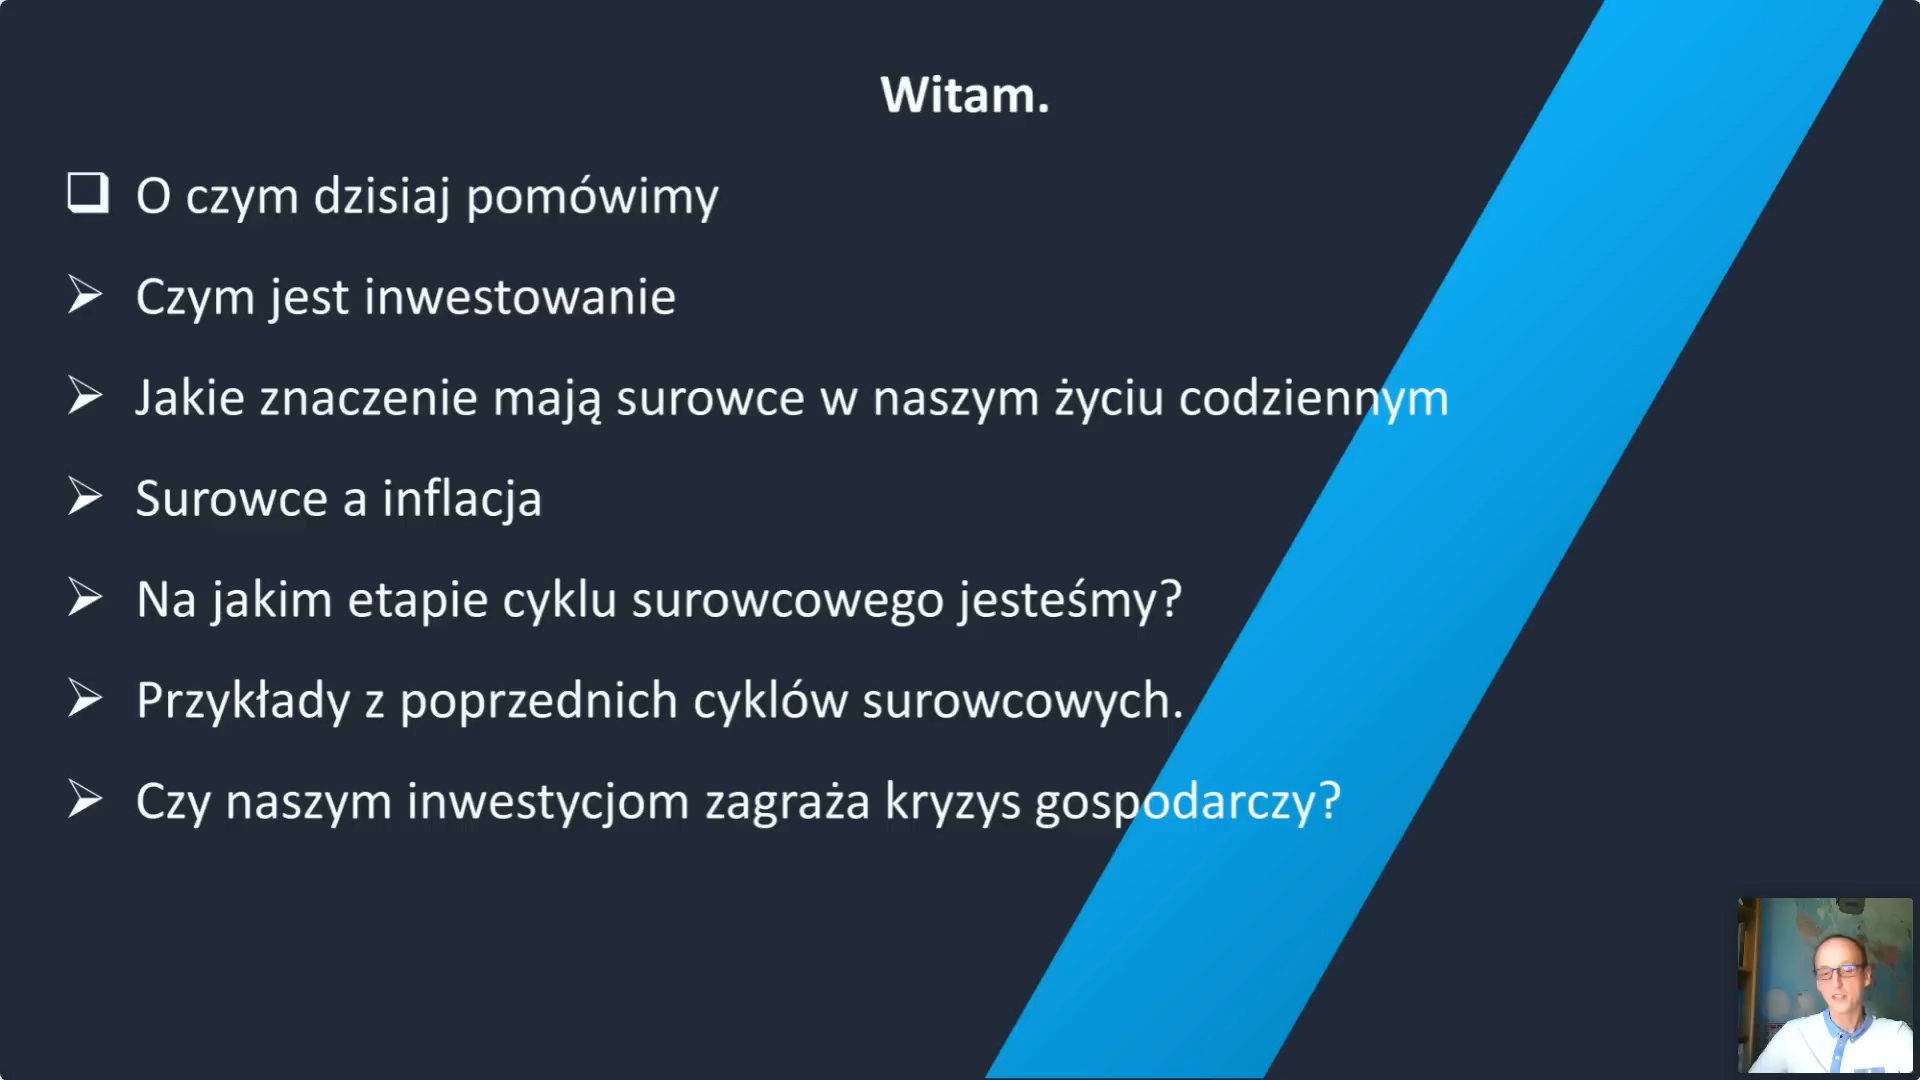 Witam.
O czym dzisiaj pomówimy
Czym jest inwestowanie
Jakie znaczenie mają surowce w naszym życiu codziennym
Surowce a inflacja
Na jakim etapie cyklu surowcowego jesteśmy?
Przykłady z poprzednich cyklów surowcowych.
Czy naszym inwestycjom zagraża kryzys gospodarczy?